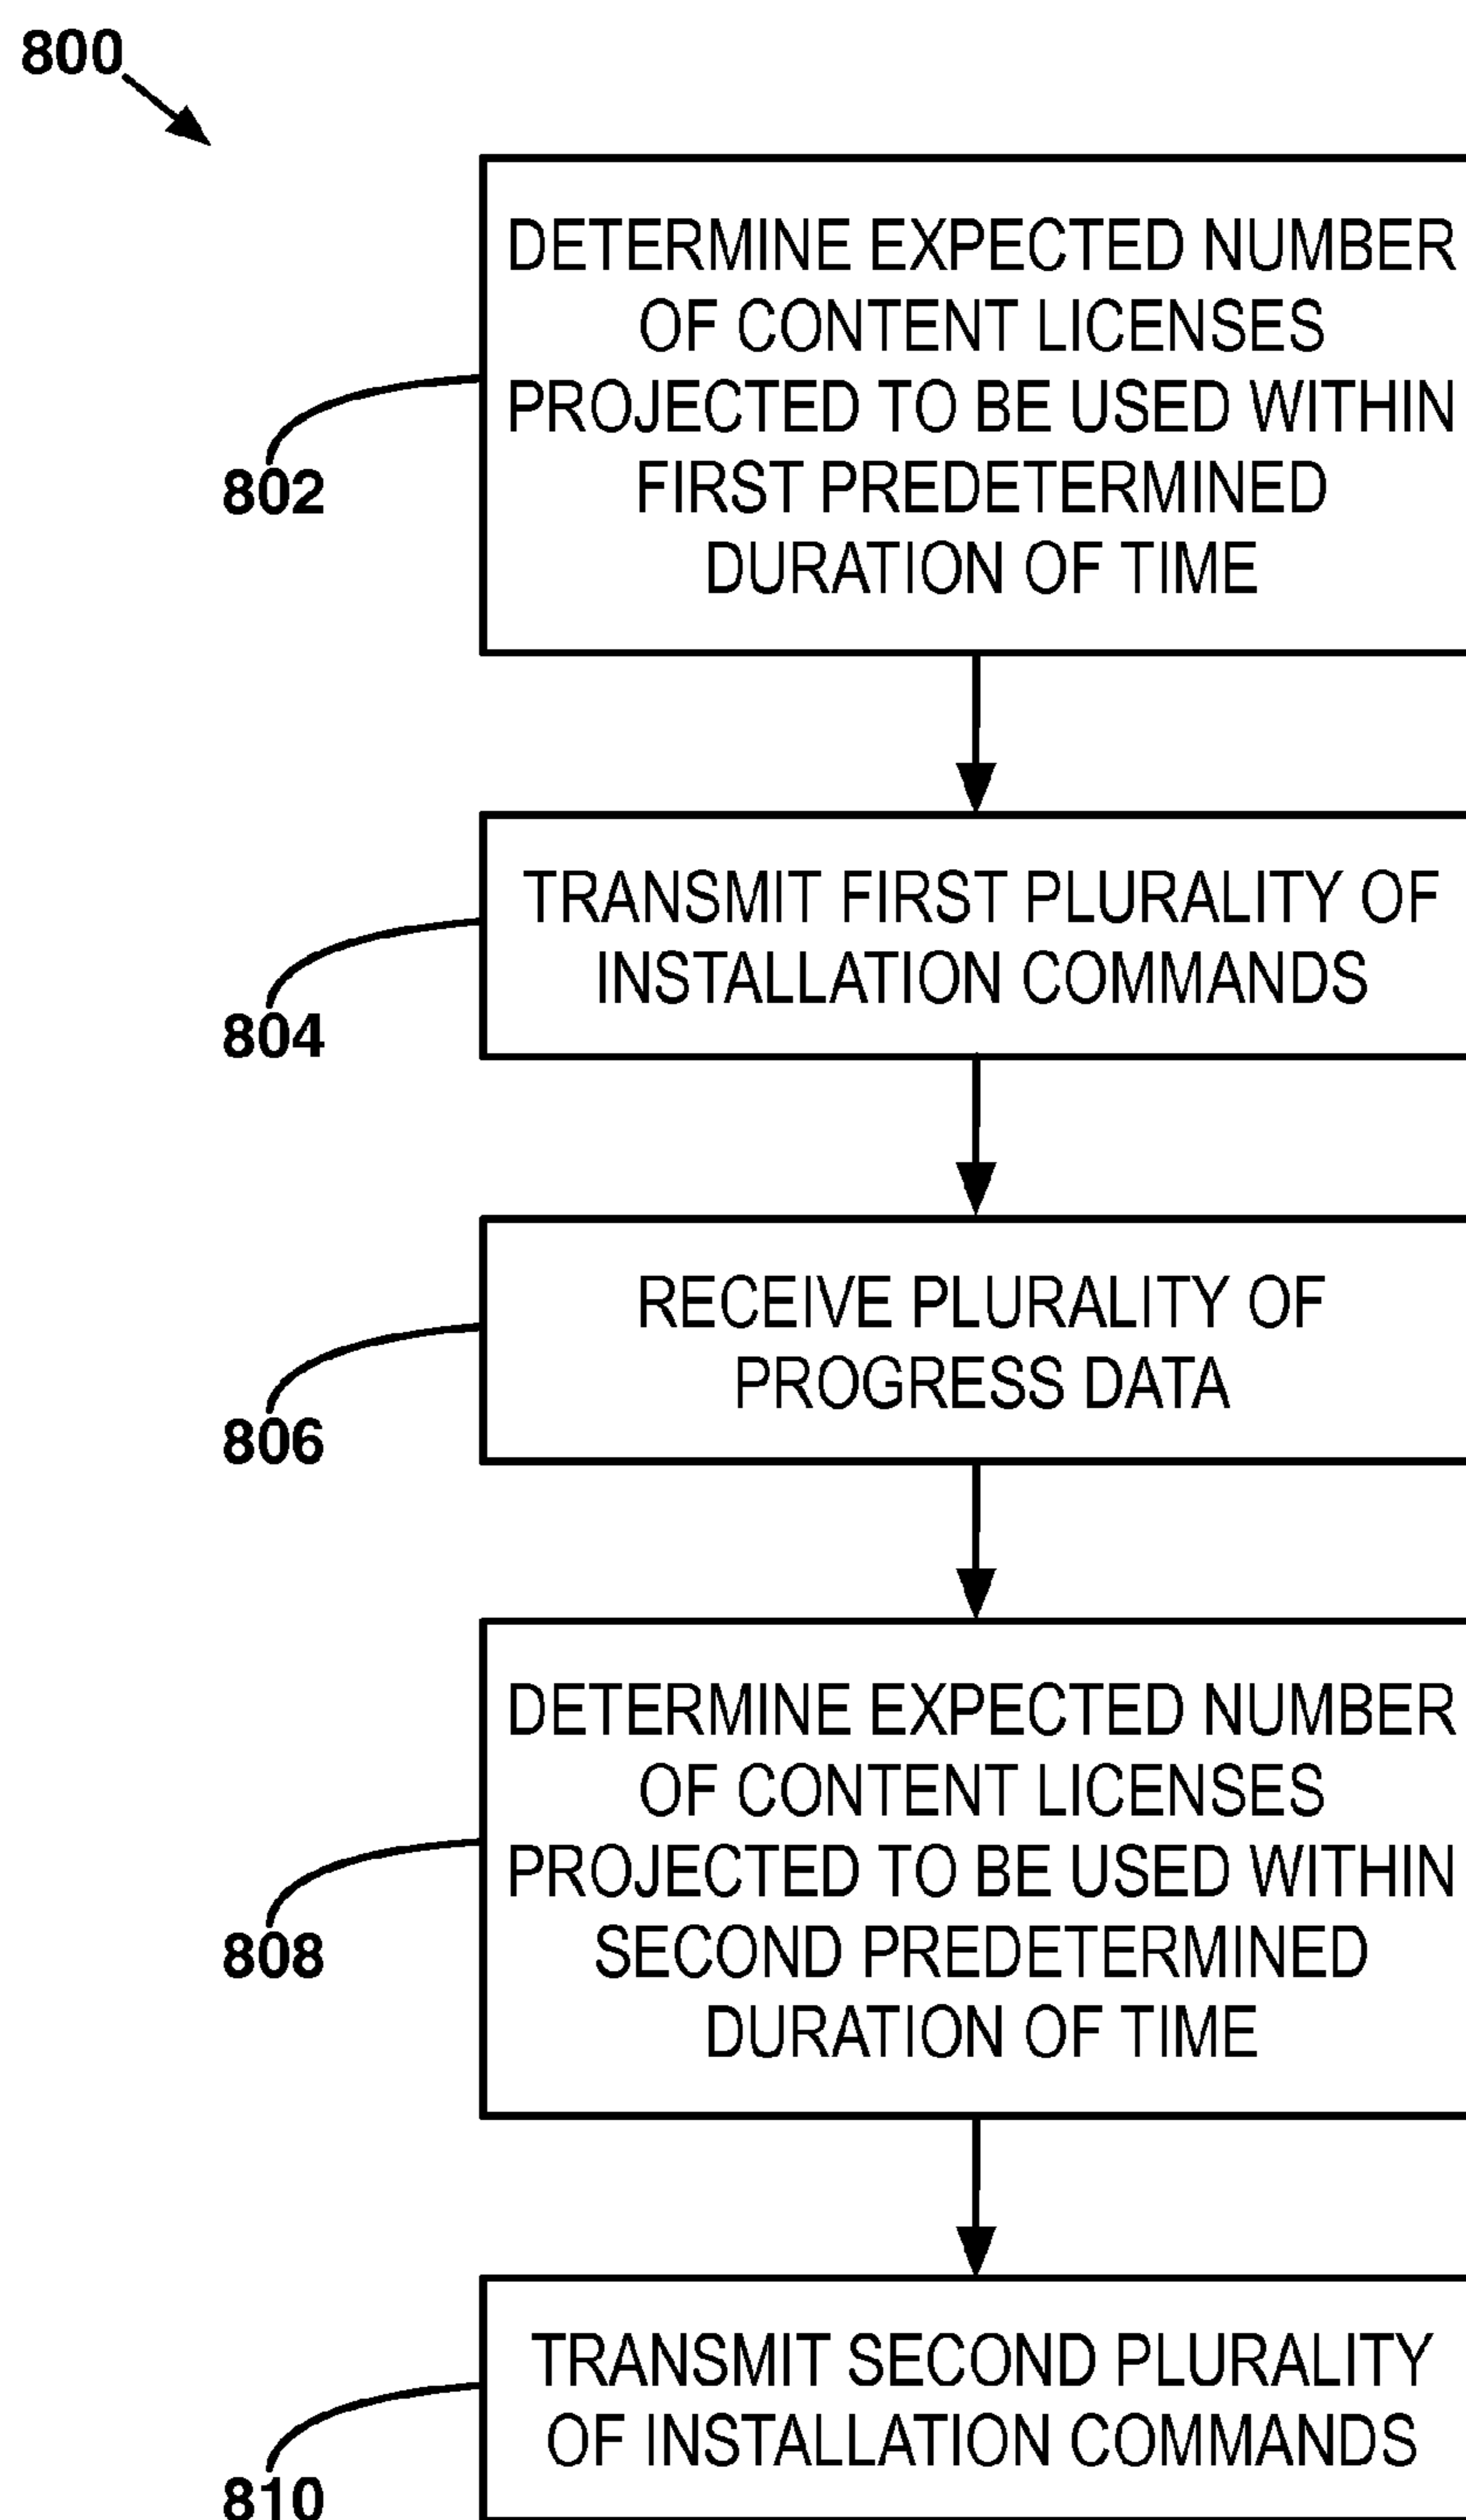 800
DETERMINE EXPECTED NUMBER
OF CONTENT LICENSES
PROJECTED TO BE USED WITHIN
FIRST PREDETERMINED
DURATION OF TIME
802
TRANSMIT FIRST PLURALITY OF
INSTALLATION COMMANDS
804
RECEIVE PLURALITY OF
PROGRESS DATA
806
DETERMINE EXPECTED NUMBER
OF CONTENT LICENSES
PROJECTED TO BE USED WITHIN
SECOND PREDETERMINED
DURATION OF TIME
808
TRANSMIT SECOND PLURALITY
OF INSTALLATION COMMANDS
810